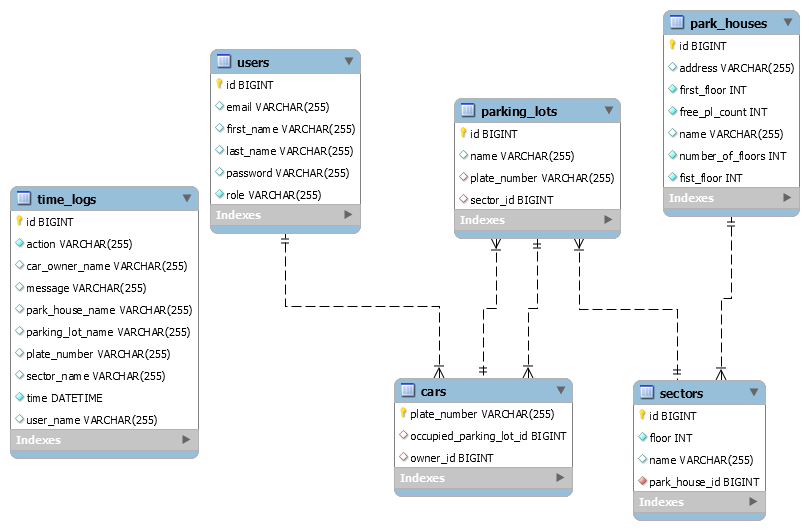 park_houses
id BIGINT
address VARCHAR(255)
first_floor INT
free_pl_count INT
name VARCHAR(255)
number_of_floors INT
fist_floor INT
Indexes
users
id BIGINT
email VARCHAR(255)
first_name VARCHAR(255)
last_name VARCHAR(255)
password VARCHAR(255)
role VARCHAR(255)
Indexes
parking_lots
id BIGINT
name VARCHAR(255)
plate_number VARCHAR(255)
sector_id BIGINT
Indexes
time_logs
id BIGINT
action VARCHAR(255)
car_owner_name VARCHAR(255)
message VARCHAR(255)
park_house_name VARCHAR(255)
parking_lot_name VARCHAR(255)
plate_number VARCHAR(255)
sector_name VARCHAR(255)
time DATETIME
user_name VARCHAR(255)
Indexes
cars
plate_number VARCHAR(255)
occupied_parking_lot_id BIGINT
owner_id BIGINT
Indexes
sectors
id BIGINT
floor INT
name VARCHAR(255)
park_house_id BIGINT
Indexes